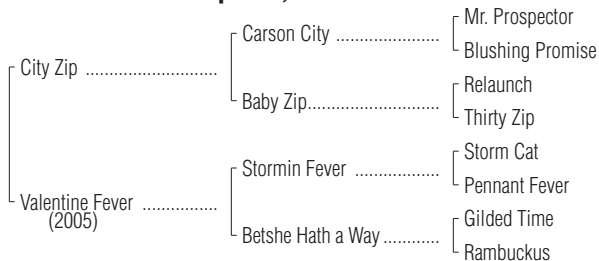 Mr. Prospector
Carson City ....................
Blushing Promise
City Zip .........................
Relaunch
Baby Zip.........................
Thirty Zip
Storm Cat
Stormin Fever ................
Pennant Fever
Valentine Fever ..............
(2005)
Gilded Time
Betshe Hath a Way ...........
Rambuckus